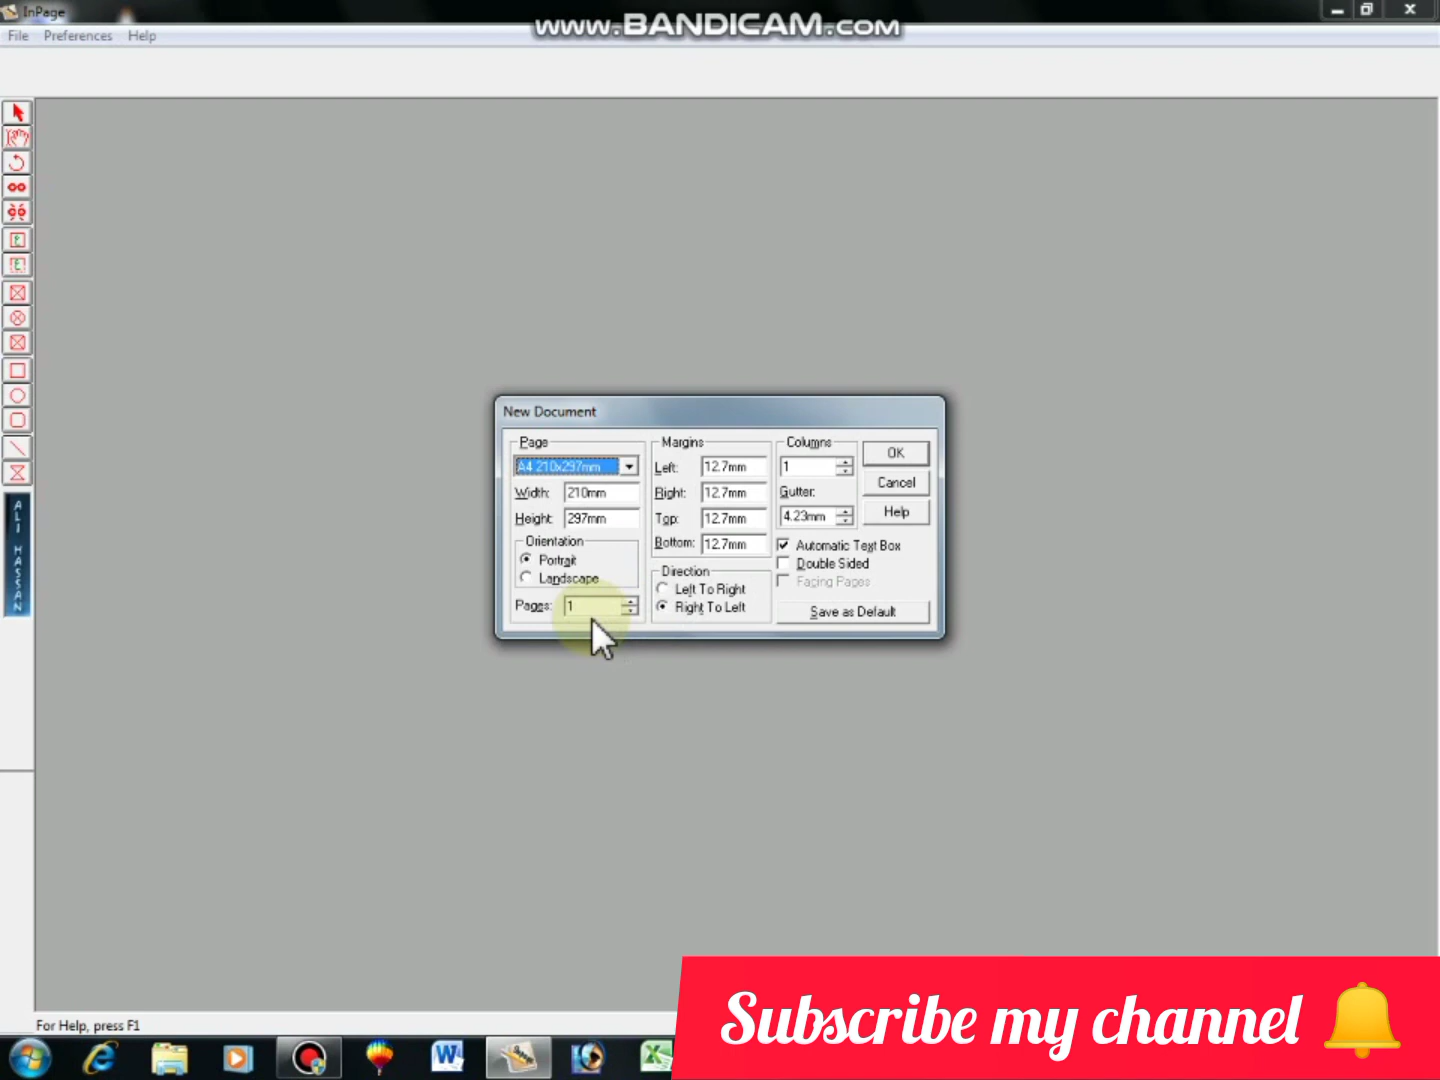 InPage
WWW.BANDICAM.COM
File Preferences Help
New Document
Page
A4 210x297mm
Width: 210mm
Height: 297mm
Orientation
Portrait
Landscape
Pages: 1
Margins
Left: 12.7mm
Right: 12.7mm
Top: 12.7mm
Bottom: 12.7mm
Direction
Left To Right
Right To Left
Columns
1
Gutter:
4.23mm
OK
Cancel
Help
Automatic Text Box
Double Sided
Facing Pages
Save as Default
ALI HASSAN
For Help, press F1
Subscribe my channel